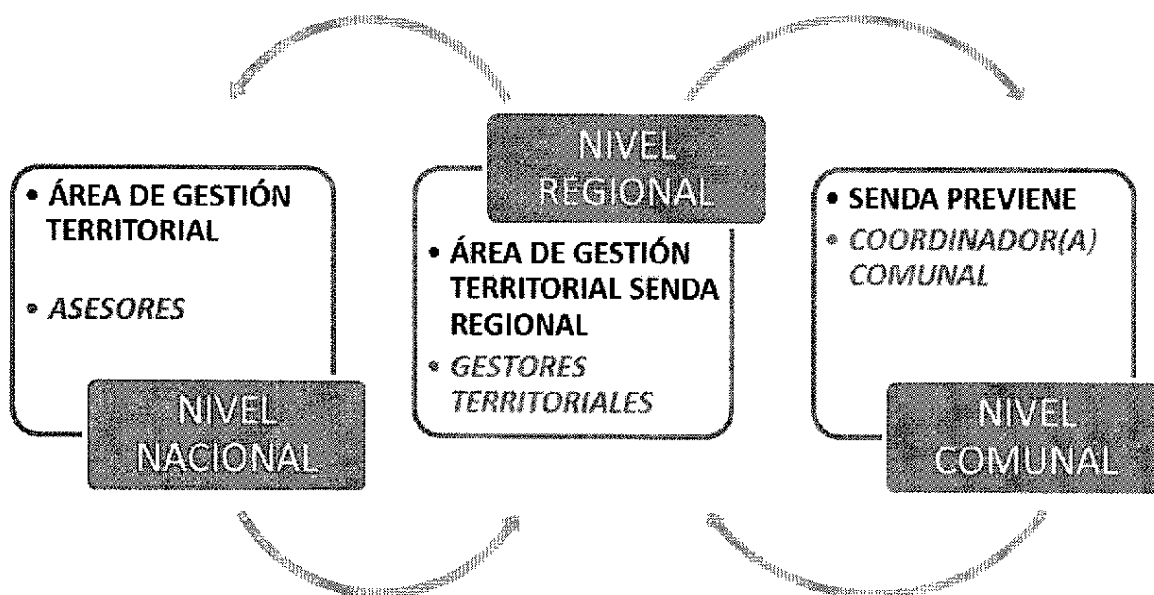 • ÁREA DE GESTIÓN
TERRITORIAL
• ASESORES
NIVEL
NACIONAL
NIVEL
REGIONAL
• ÁREA DE GESTIÓN
TERRITORIAL SENDA
REGIONAL
• GESTORES
TERRITORIALES
• SENDA PREVIENE
• COORDINADOR(A)
COMUNAL
NIVEL
COMUNAL